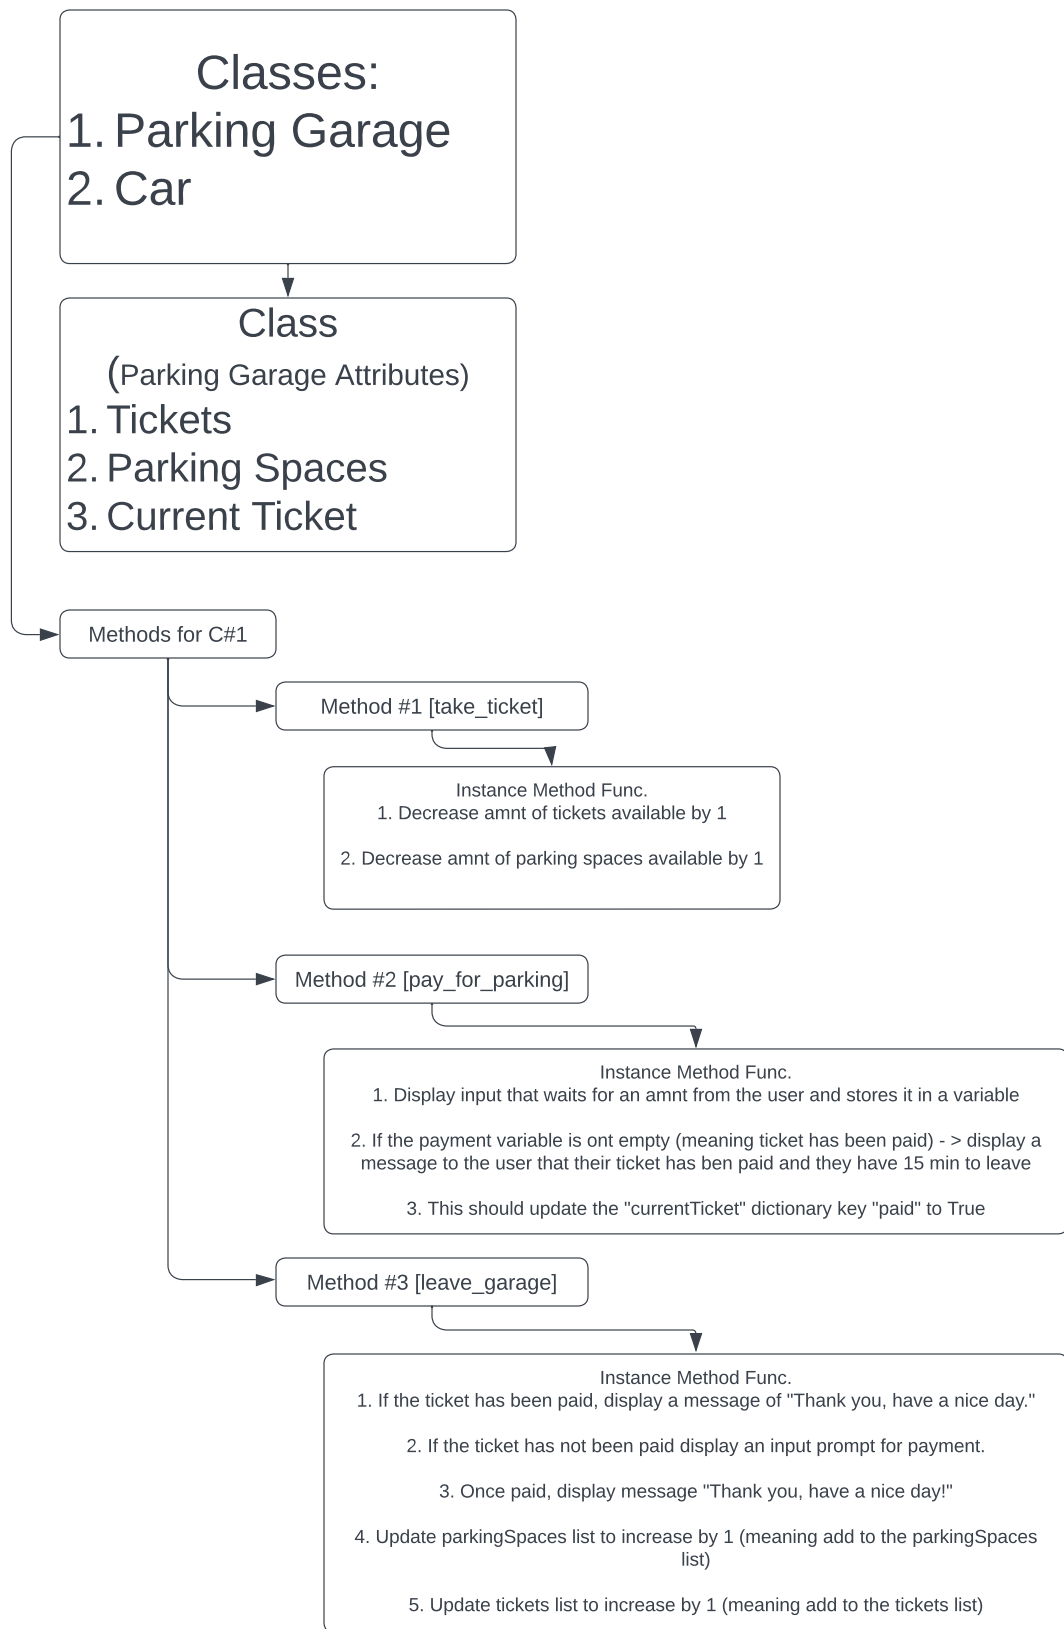 Classes:
1. Parking Garage
2. Car
Class
(Parking Garage Attributes)
1. Tickets
2. Parking Spaces
3. Current Ticket
Methods for C#1
Method #1 [take_ticket]
Instance Method Func.
1. Decrease amnt of tickets available by 1
2. Decrease amnt of parking spaces available by 1
Method #2 [pay_for_parking]
Instance Method Func.
1. Display input that waits for an amnt from the user and stores it in a variable
2. If the payment variable is ont empty (meaning ticket has been paid) - > display a
message to the user that their ticket has ben paid and they have 15 min to leave
3. This should update the "currentTicket" dictionary key "paid" to True
Method #3 [leave_garage]
Instance Method Func.
1. If the ticket has been paid, display a message of "Thank you, have a nice day."
2. If the ticket has not been paid display an input prompt for payment.
3. Once paid, display message "Thank you, have a nice day!"
4. Update parkingSpaces list to increase by 1 (meaning add to the parkingSpaces
list)
5. Update tickets list to increase by 1 (meaning add to the tickets list)